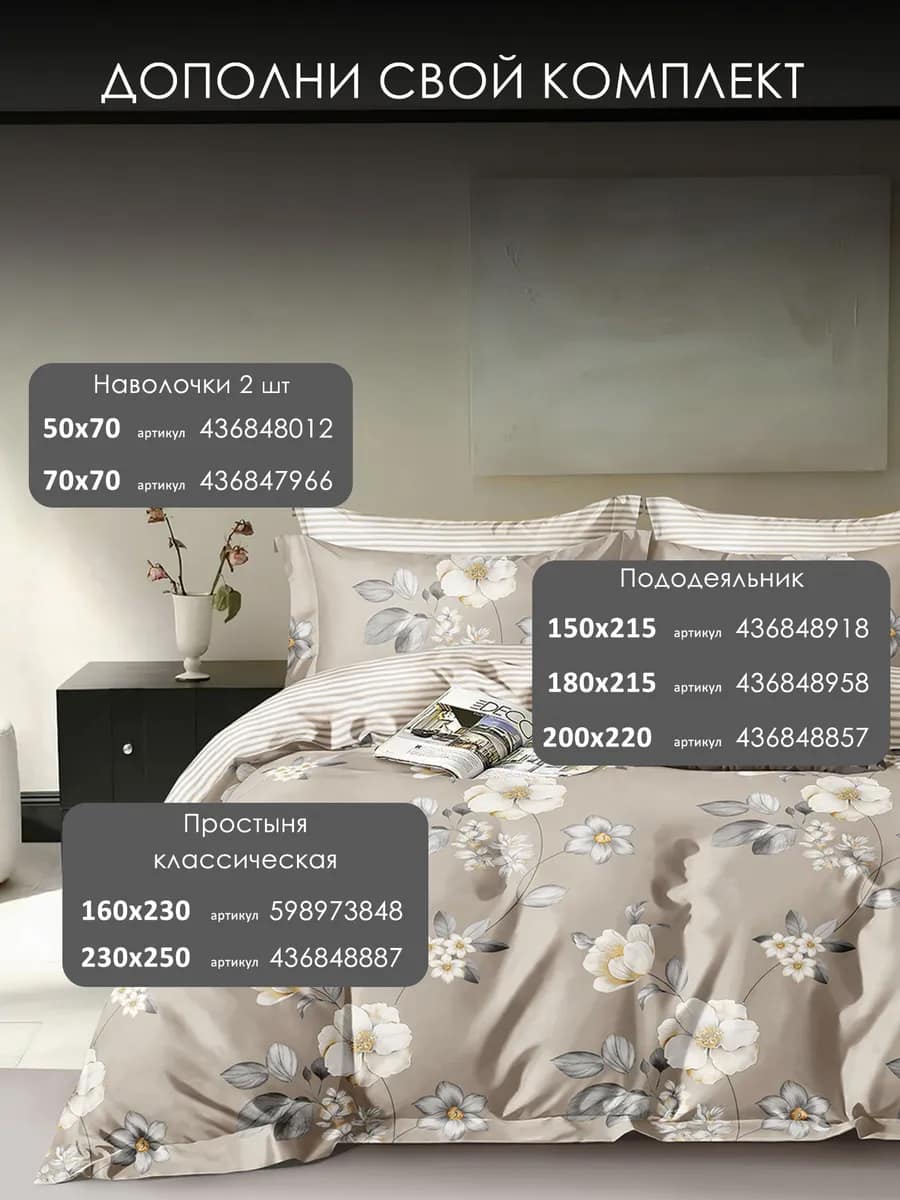 ДОПОЛНИ СВОЙ КОМПЛЕКТ
Наволочки 2 шт
50x70 артикул 436848012
70x70 артикул 436847966
Пододеяльник
150x215 артикул 436848918
180x215 артикул 436848958
200x220 артикул 436848857
DECO
Простыня
классическая
160x230 артикул 598973848
230x250 артикул 436848887